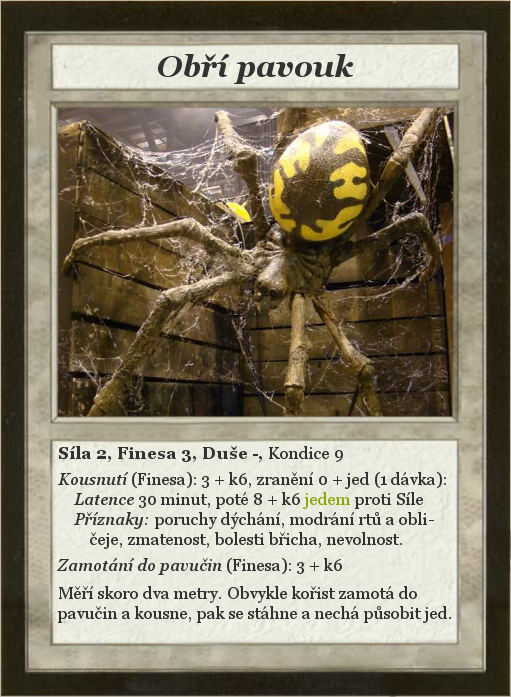 Obří pavouk
Síla 2, Finesa 3, Duše -, Kondice 9
Kousnutí (Finesa): 3 + k6, zranění 0 + jed (1 dávka):
Latence 30 minut, poté 8 + k6 jedem proti Síle
Příznaky: poruchy dýchání, modrání rtů a obli-
čeje, zmatenost, bolesti břicha, nevolnost.
Zamotání do pavučin (Finesa): 3 + k6
Měří skoro dva metry. Obvykle kořist zamotá do
pavučin a kousne, pak se stáhne a nechá působit jed.